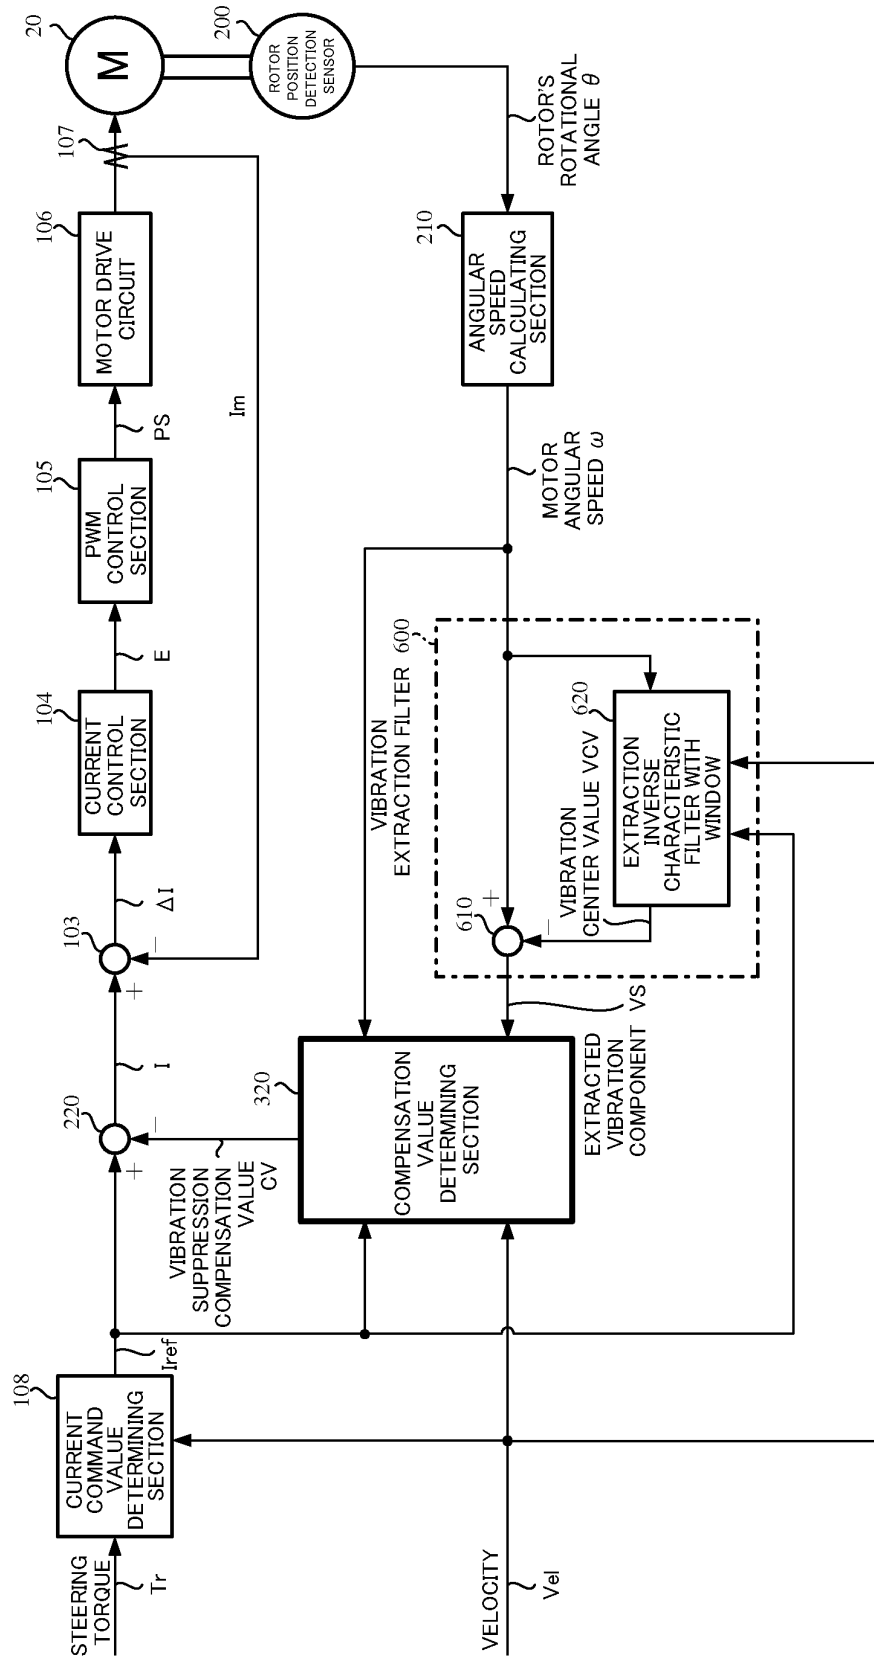 STEERING
TORQUE
Tr
108
CURRENT
COMMAND
VALUE
DETERMINING
SECTION
Iref
220
+
−
I
103
+
−
ΔI
104
CURRENT
CONTROL
SECTION
E
105
PWM
CONTROL
SECTION
PS
106
MOTOR DRIVE
CIRCUIT
107
20
M
Im
200
ROTOR
POSITION
DETECTION
SENSOR
VIBRATION
SUPPRESSION
COMPENSATION
VALUE
CV
320
COMPENSATION
VALUE
DETERMINING
SECTION
VIBRATION
EXTRACTION FILTER 600
610
+
−
VIBRATION
CENTER VALUE VCV
620
EXTRACTION
INVERSE
CHARACTERISTIC
FILTER WITH
WINDOW
210
ANGULAR
SPEED
CALCULATING
SECTION
ROTOR'S
ROTATIONAL
ANGLE θ
MOTOR
ANGULAR
SPEED ω
EXTRACTED
VIBRATION
COMPONENT VS
VELOCITY
Vel